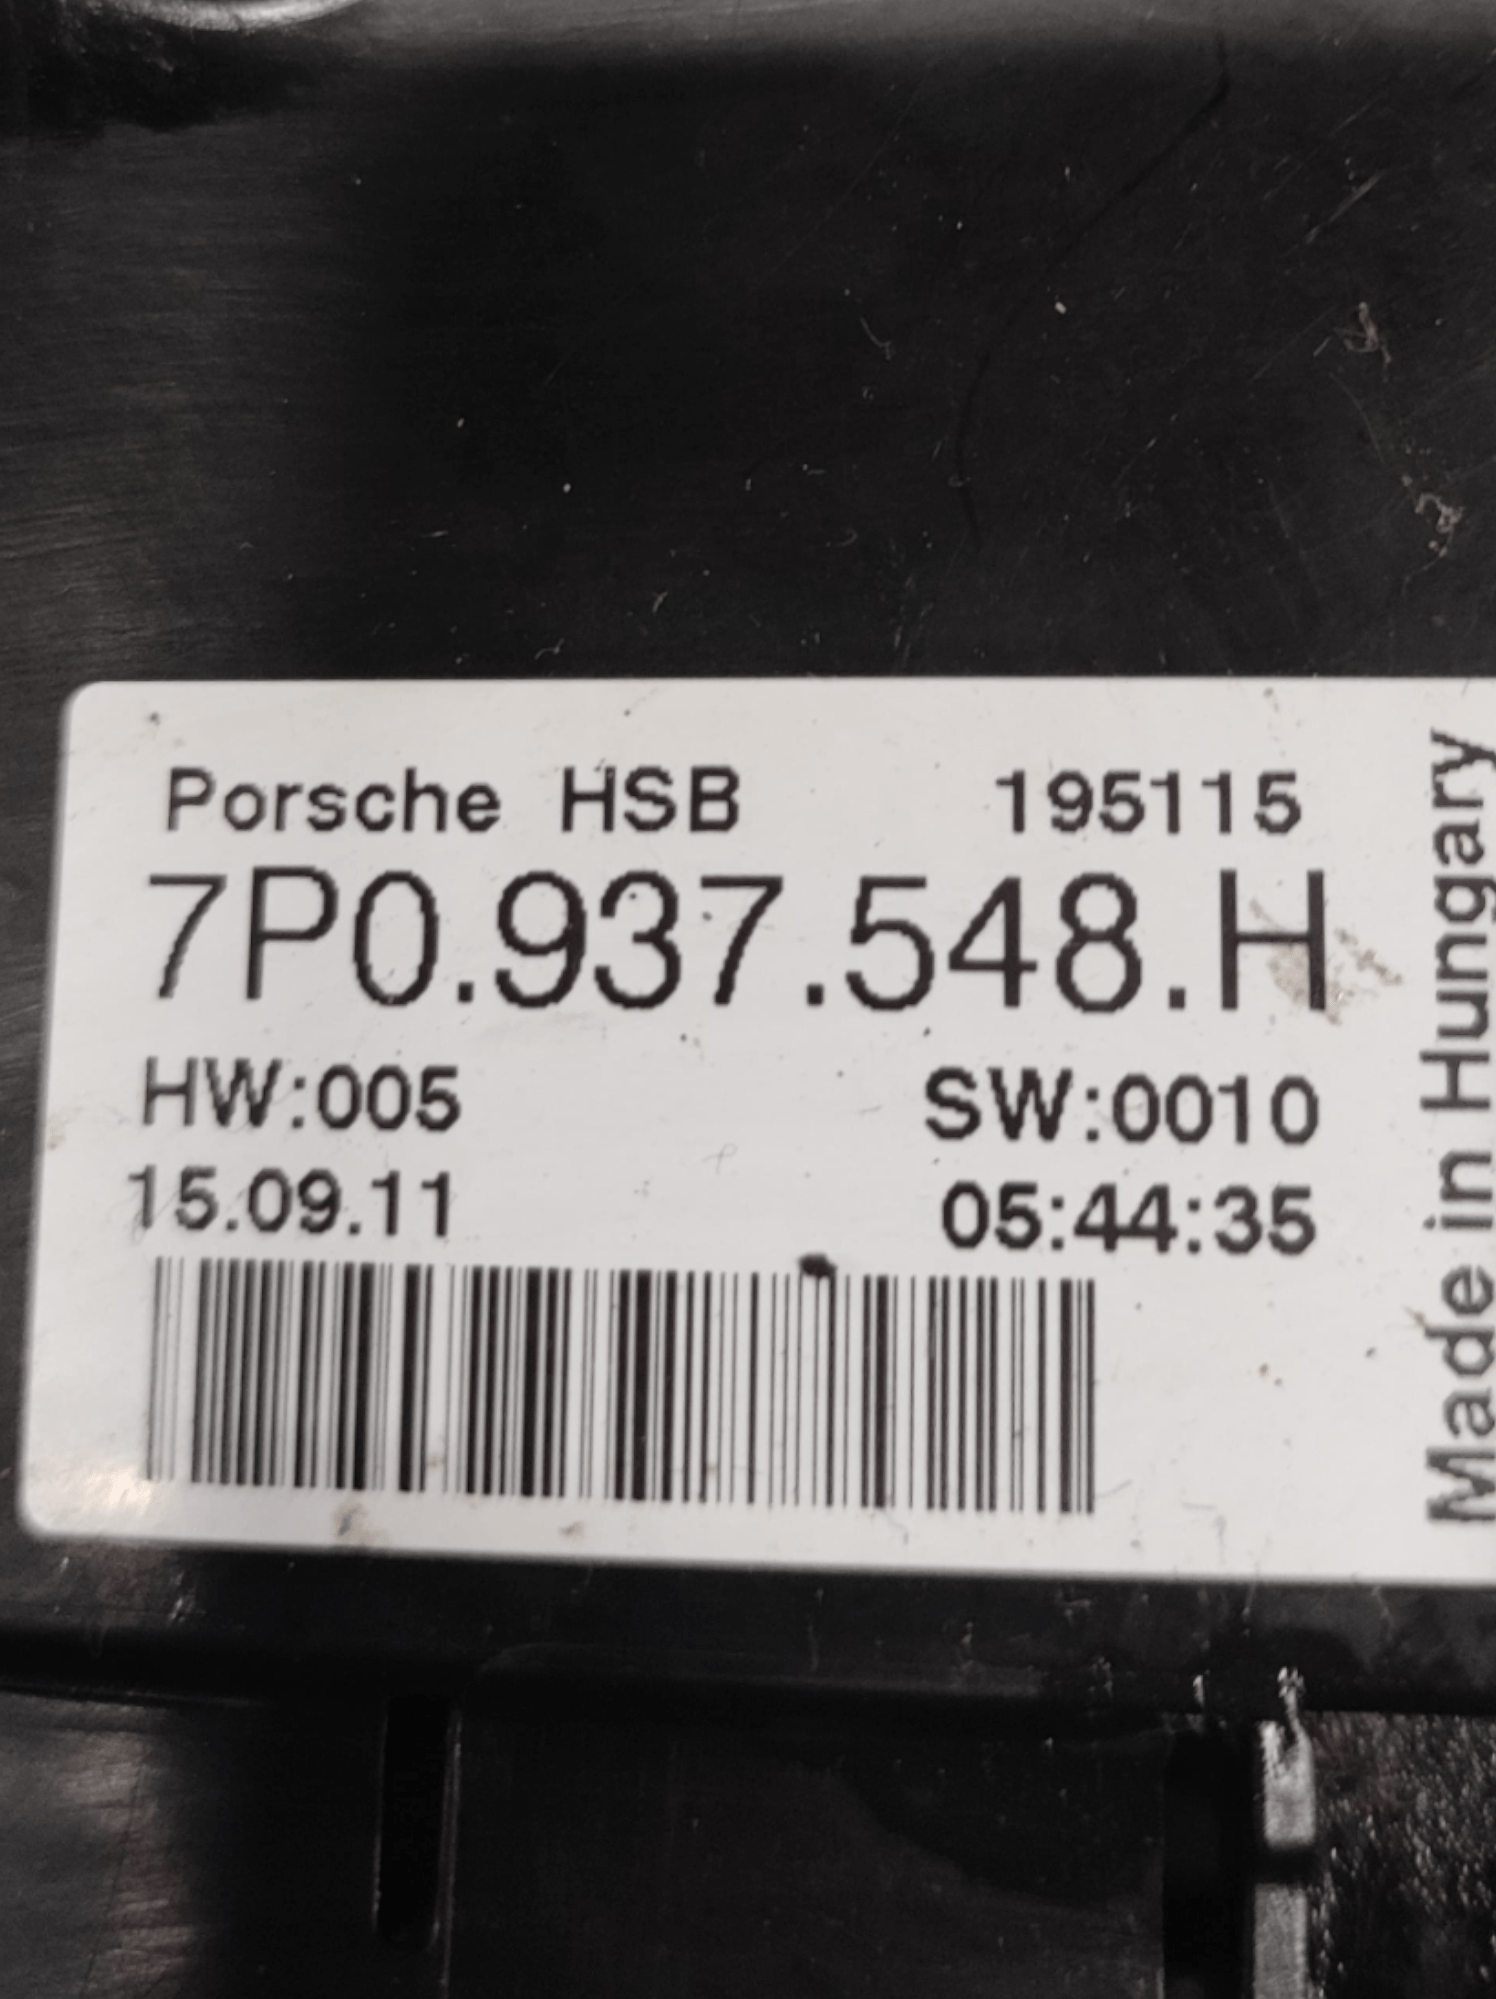 Porsche HSB 195115
7P0.937.548.H
HW:005 SW:0010
15.09.11 05:44:35
Made in Hungary